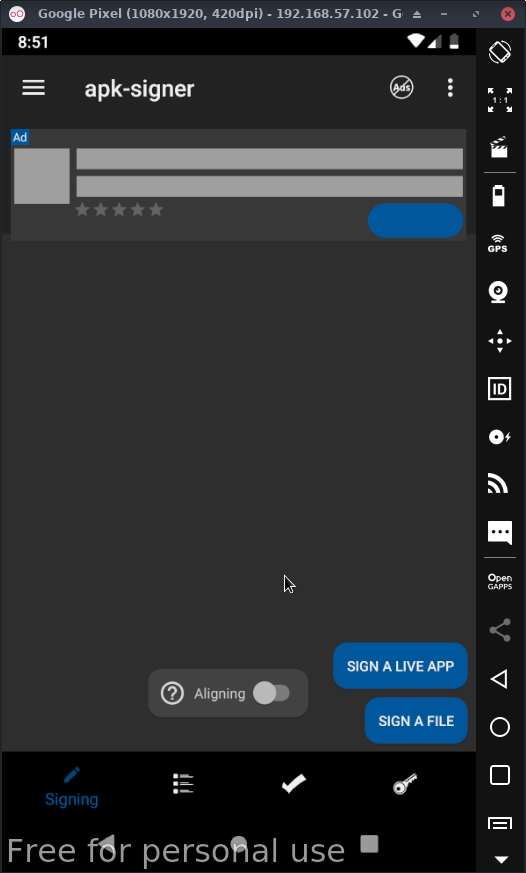 Google Pixel (1080x1920, 420dpi) - 192.168.57.102 - G
8:51
apk-signer
Ads
1:1
Ad
GPS
ID
SIGN A LIVE APP
Open
GAPPS
? Aligning
SIGN A FILE
Signing
Free for personal use